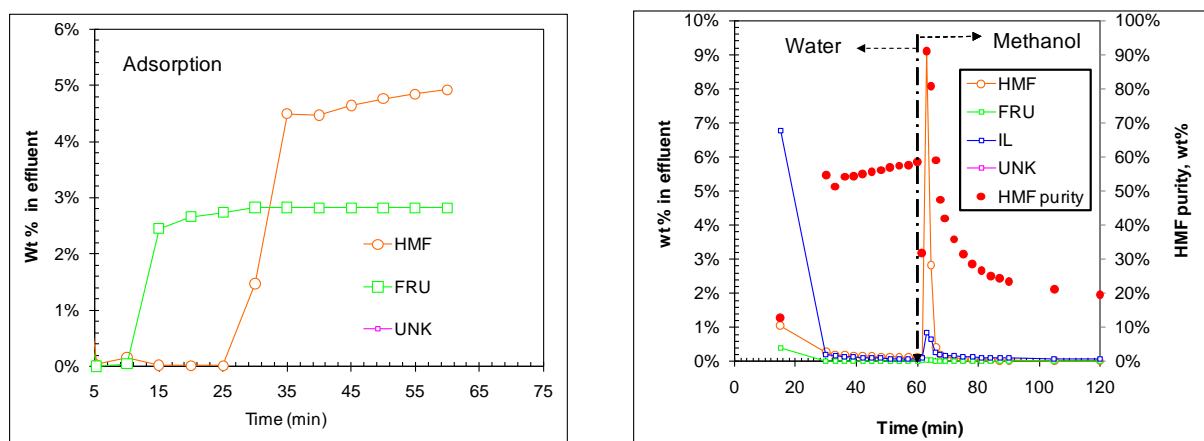 6%
5%
4%
3%
2%
1%
0%
Wt % in effluent
Adsorption
HMF
FRU
UNK
5 15 25 35 45 55 65 75
Time (min)
10%
9%
8%
7%
6%
5%
4%
3%
2%
1%
0%
wt% in effluent
Water
Methanol
HMF
FRU
IL
UNK
HMF purity
100%
90%
80%
70%
60%
50%
40%
30%
20%
10%
0%
HMF purity, wt%
0 20 40 60 80 100 120
Time (min)